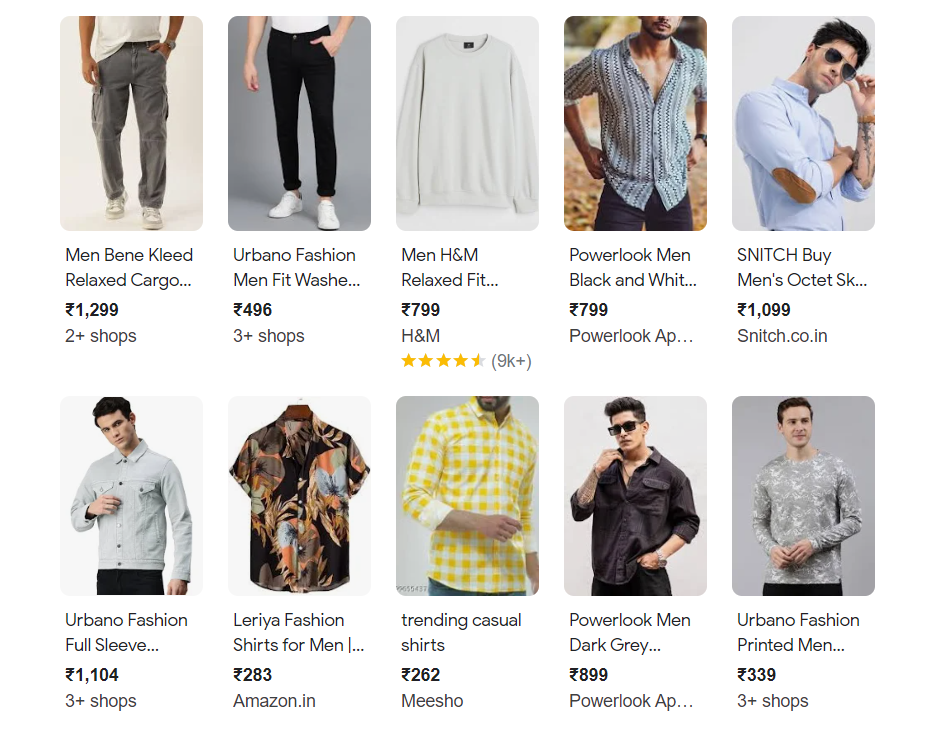 Men Bene Kleed
Relaxed Cargo...
₹1,299
2+ shops
Urbano Fashion
Men Fit Washe...
₹496
3+ shops
Men H&M
Relaxed Fit...
₹799
H&M
(9k+)
Powerlook Men
Black and Whit...
₹799
Powerlook Ap...
SNITCH Buy
Men's Octet Sk...
₹1,099
Snitch.co.in
Urbano Fashion
Full Sleeve...
₹1,104
3+ shops
Leriya Fashion
Shirts for Men |...
₹283
Amazon.in
trending casual
shirts
₹262
Meesho
Powerlook Men
Dark Grey...
₹899
Powerlook Ap...
Urbano Fashion
Printed Men...
₹339
3+ shops